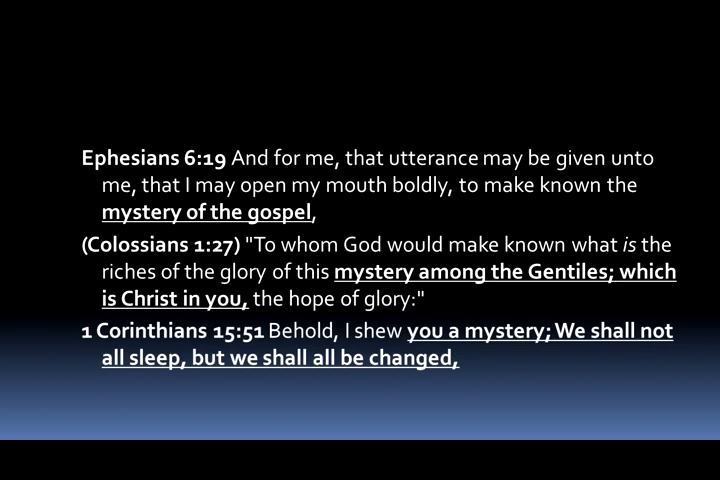 Ephesians 6:19 And for me, that utterance may be given unto
me, that I may open my mouth boldly, to make known the
mystery of the gospel,
(Colossians 1:27) "To whom God would make known what is the
riches of the glory of this mystery among the Gentiles; which
is Christ in you, the hope of glory:"
1 Corinthians 15:51 Behold, I shew you a mystery; We shall not
all sleep, but we shall all be changed,